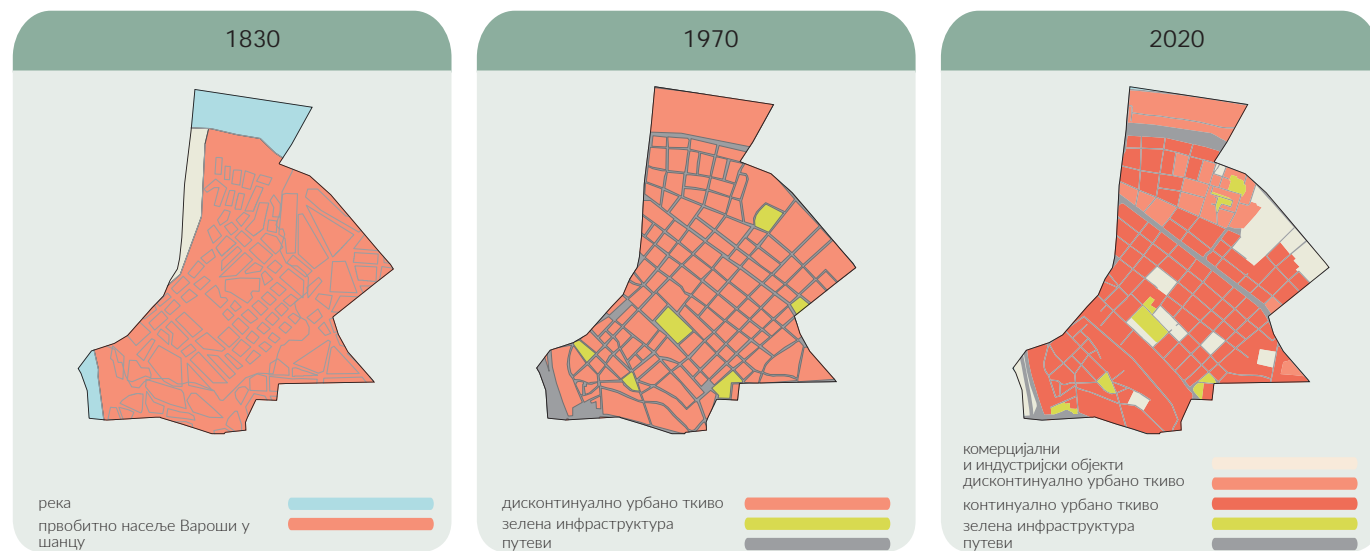 1830
река
првобитно насеље Вароши у
шанцу
1970
дисконтинуално урбано ткиво
зелена инфраструктура
путеви
2020
комерцијални
и индустријски објекти
дисконтинуално урбано ткиво
континуално урбано ткиво
зелена инфраструктура
путеви